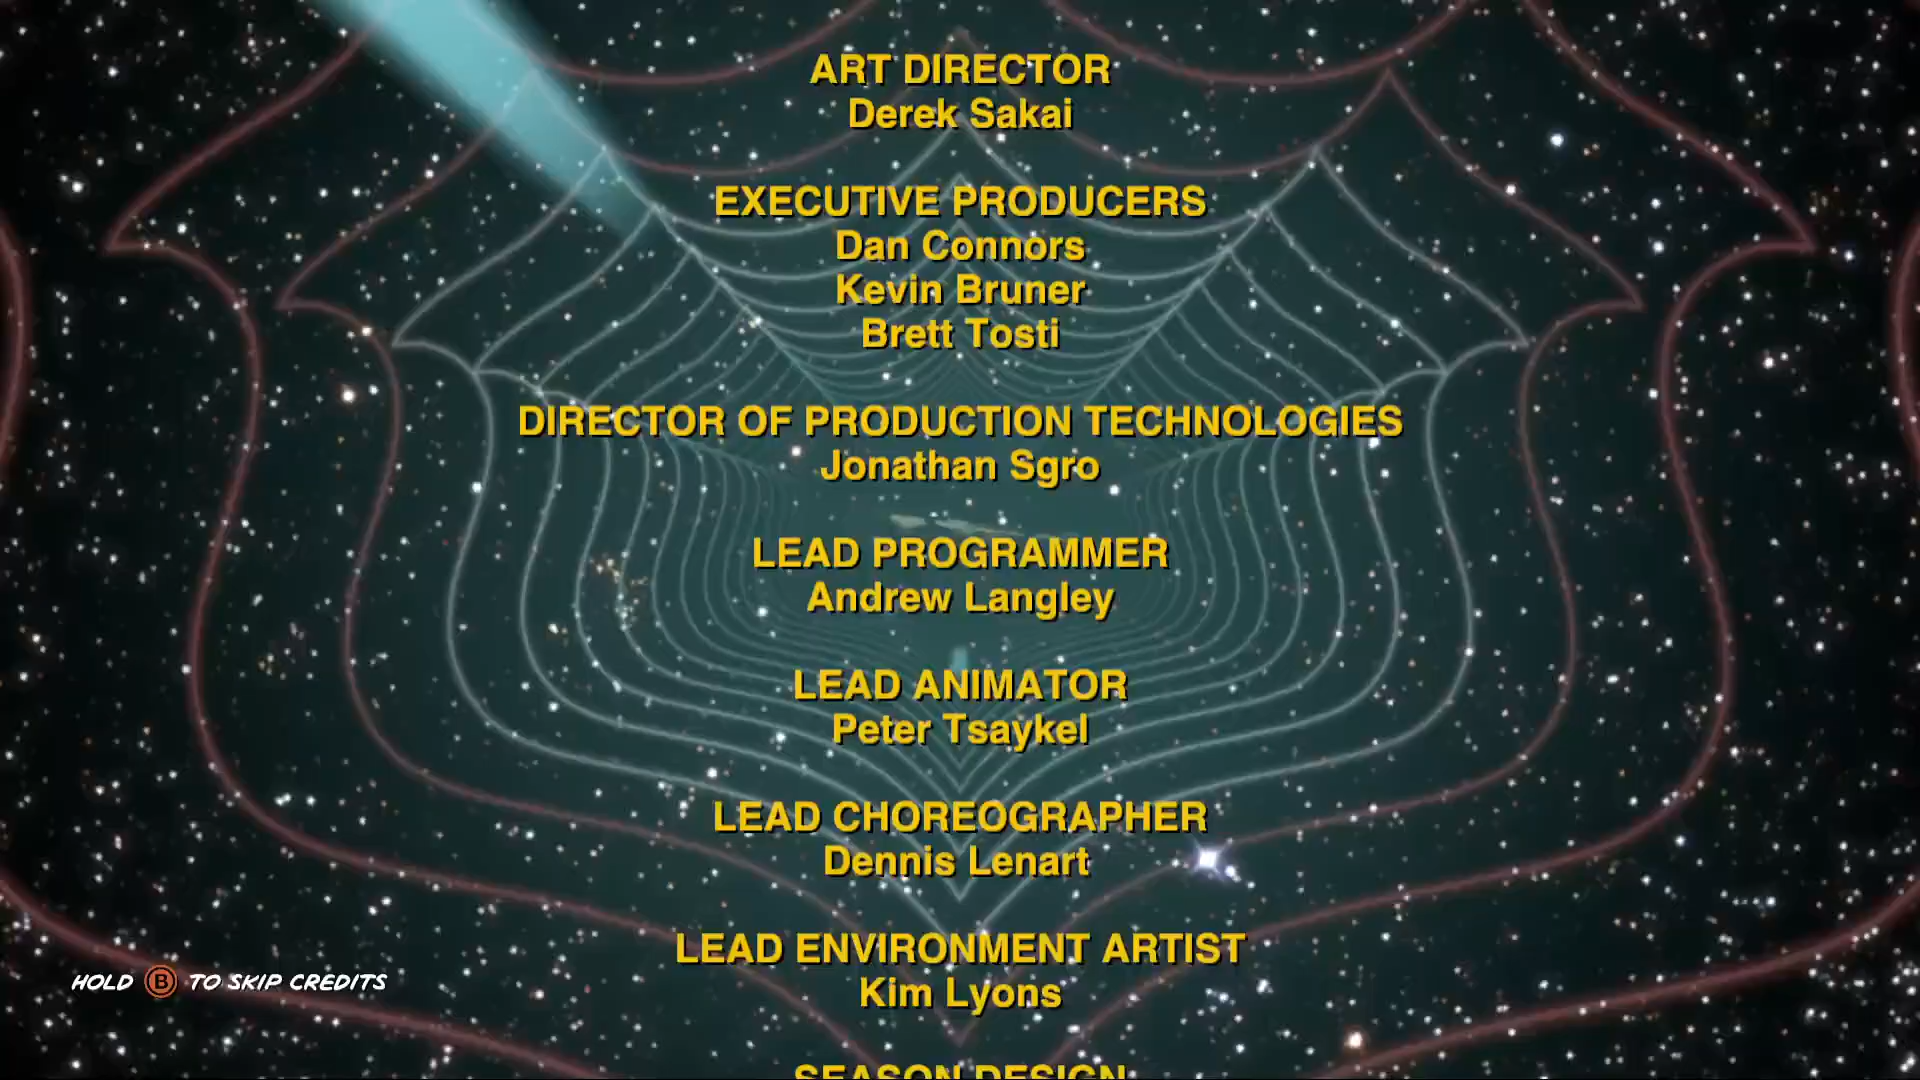 ART DIRECTOR
Derek Sakai
EXECUTIVE PRODUCERS
Dan Connors
Kevin Bruner
Brett Tosti
DIRECTOR OF PRODUCTION TECHNOLOGIES
Jonathan Sgro
LEAD PROGRAMMER
Andrew Langley
LEAD ANIMATOR
Peter Tsaykel
LEAD CHOREOGRAPHER
Dennis Lenart
LEAD ENVIRONMENT ARTIST
Kim Lyons
HOLD B TO SKIP CREDITS
SEASON DESIGN